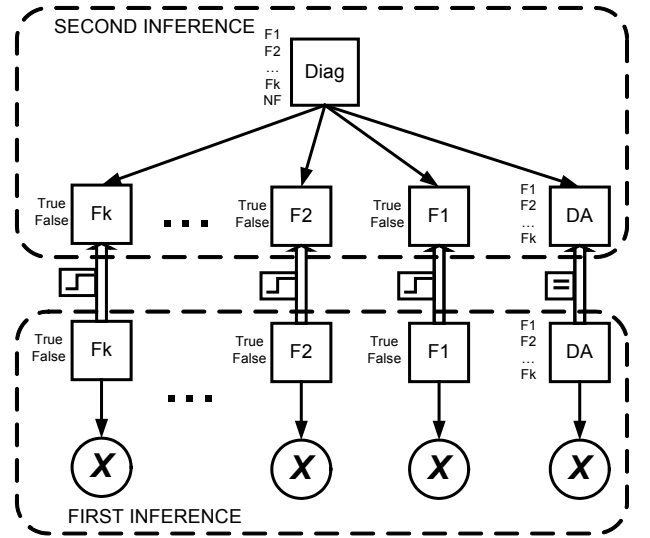 SECOND INFERENCE
F1
F2
...
Fk
NF
Diag
True
False
Fk
...
True
False
F2
True
False
F1
F1
F2
...
Fk
DA
=
True
False
Fk
...
True
False
F2
True
False
F1
F1
F2
...
Fk
DA
X
X
X
X
FIRST INFERENCE